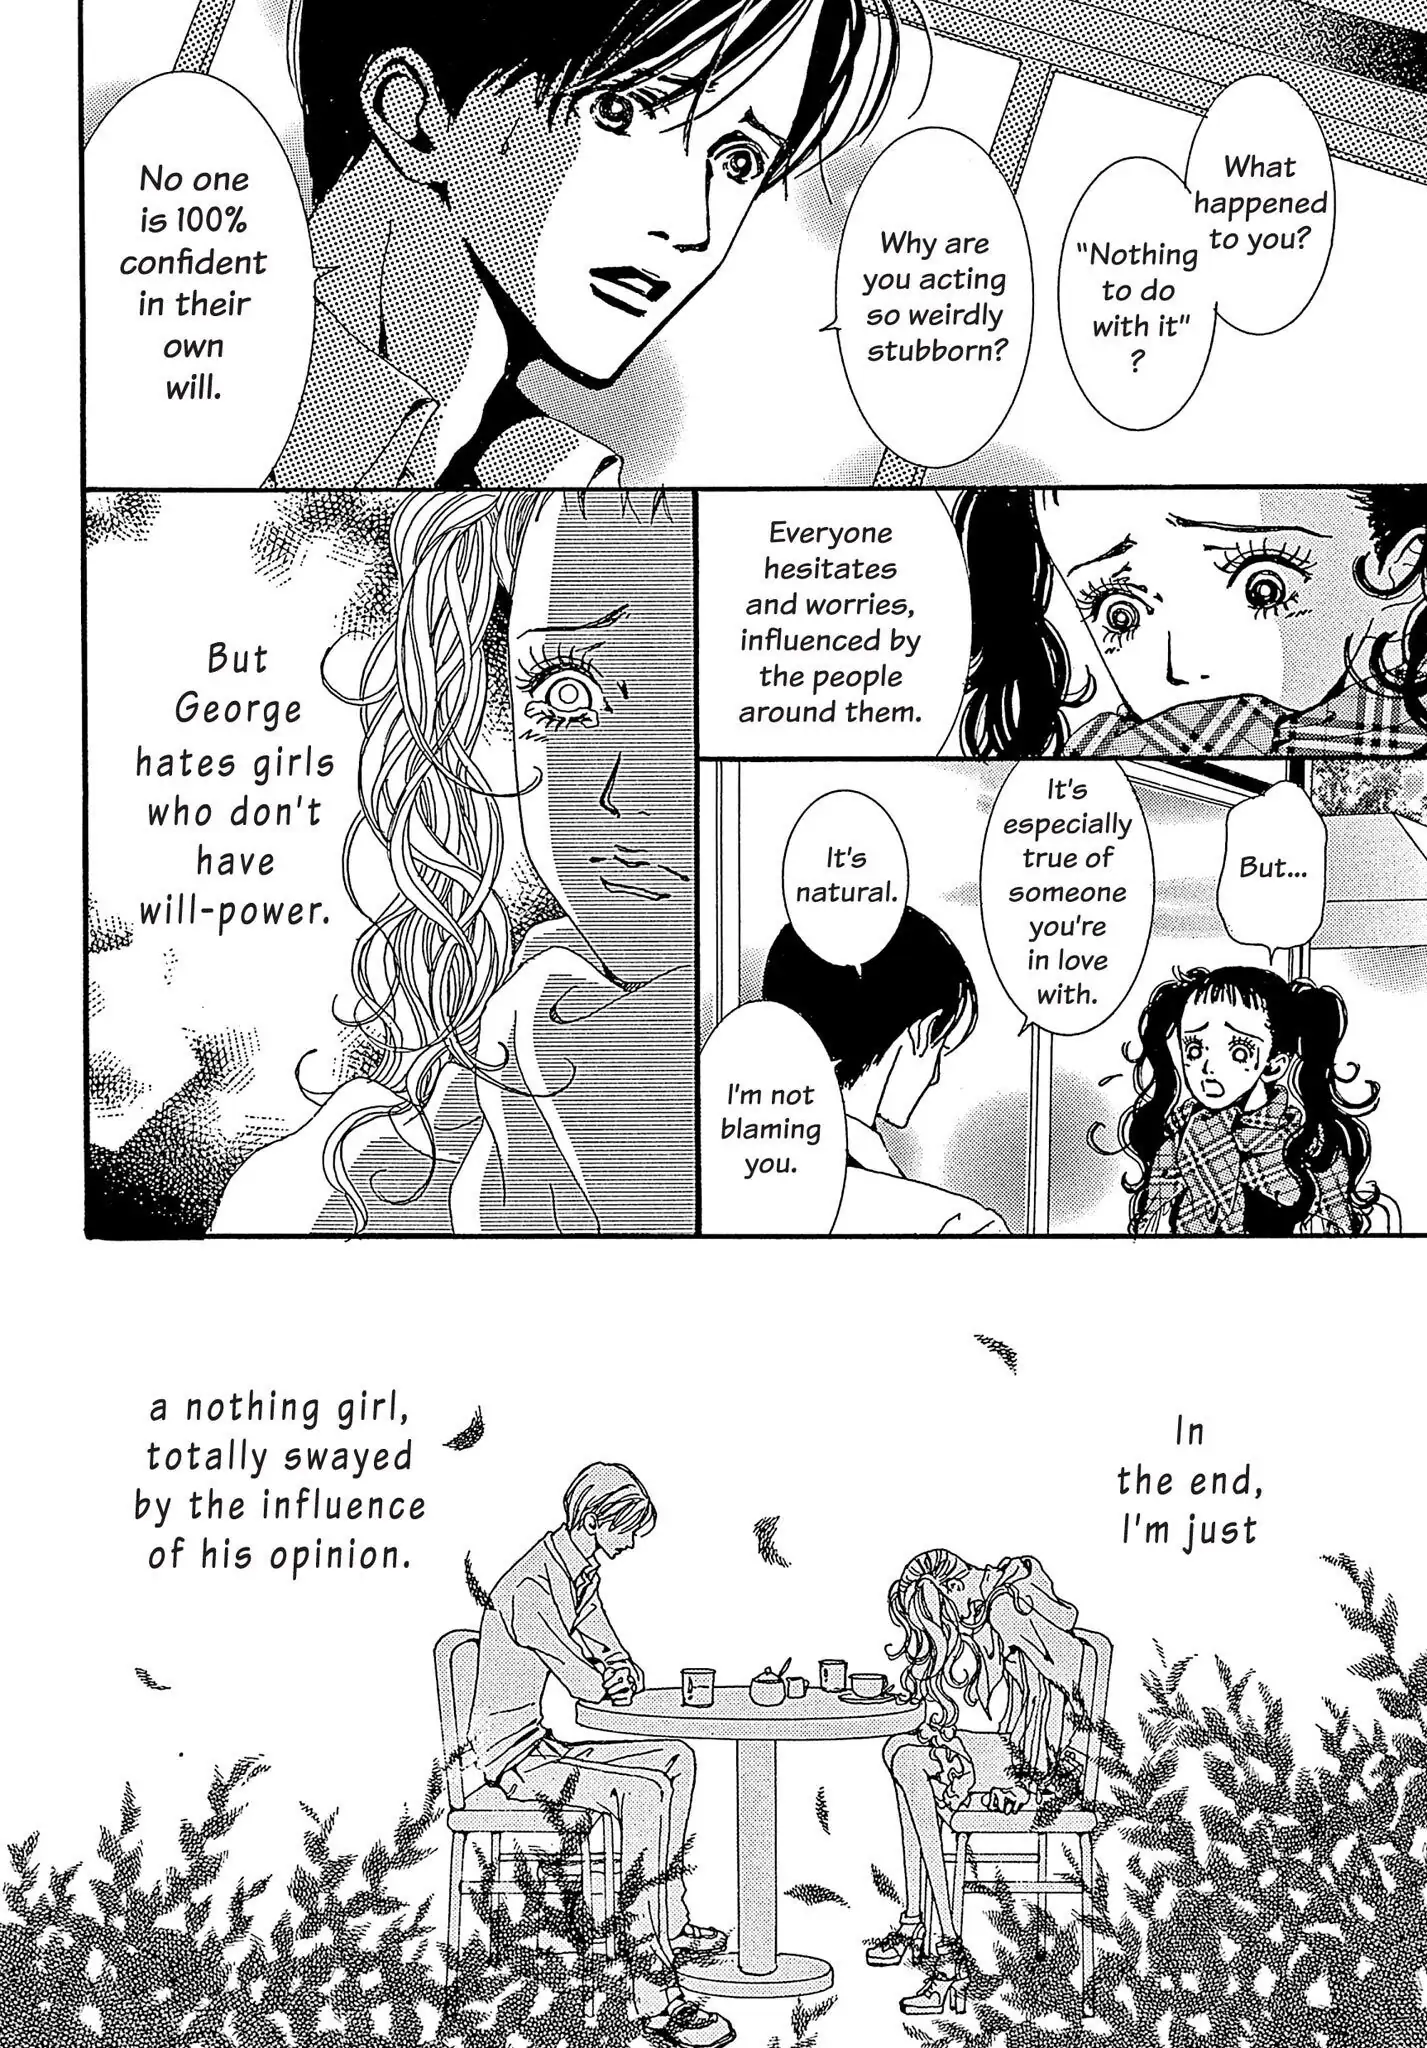 What
happened
to you?
"Nothing
to do
with it"
?
Why are
you acting
so weirdly
stubborn?
No one
is 100%
confident
in their
own
will.
Everyone
hesitates
and worries,
influenced by
the people
around them.
But...
It's
especially
true of
someone
you're
in love
with.
It's
natural.
I'm not
blaming
you.
But
George
hates girls
who don't
have
will-power.
In
the end,
I'm just
a nothing girl,
totally swayed
by the influence
of his opinion.